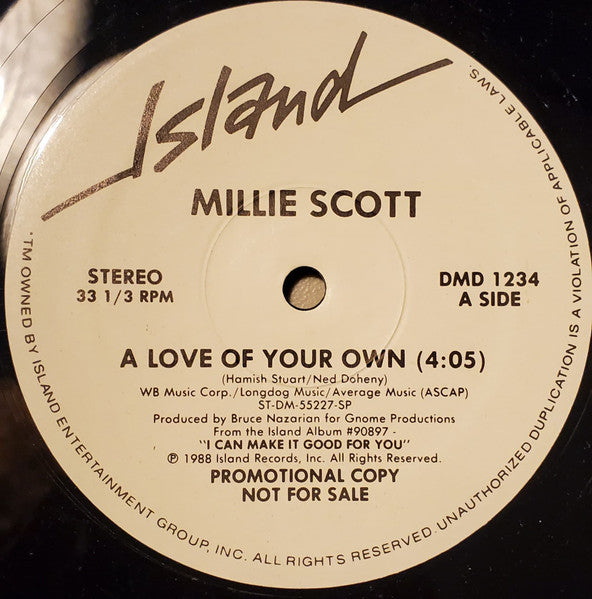 Island
MILLIE SCOTT
STEREO
33 1/3 RPM
DMD 1234
A SIDE
A LOVE OF YOUR OWN (4:05)
(Hamish Stuart/Ned Doheny)
WB Music Corp./Longdog Music/Average Music (ASCAP)
ST-DM-55227-SP
Produced by Bruce Nazarian for Gnome Productions
From the Island Album #90897 -
"I CAN MAKE IT GOOD FOR YOU"
℗ 1988 Island Records, Inc. All Rights Reserved.
PROMOTIONAL COPY
NOT FOR SALE
*TM OWNED BY ISLAND ENTERTAINMENT GROUP, INC. ALL RIGHTS RESERVED. UNAUTHORIZED DUPLICATION IS A VIOLATION OF APPLICABLE LAWS.